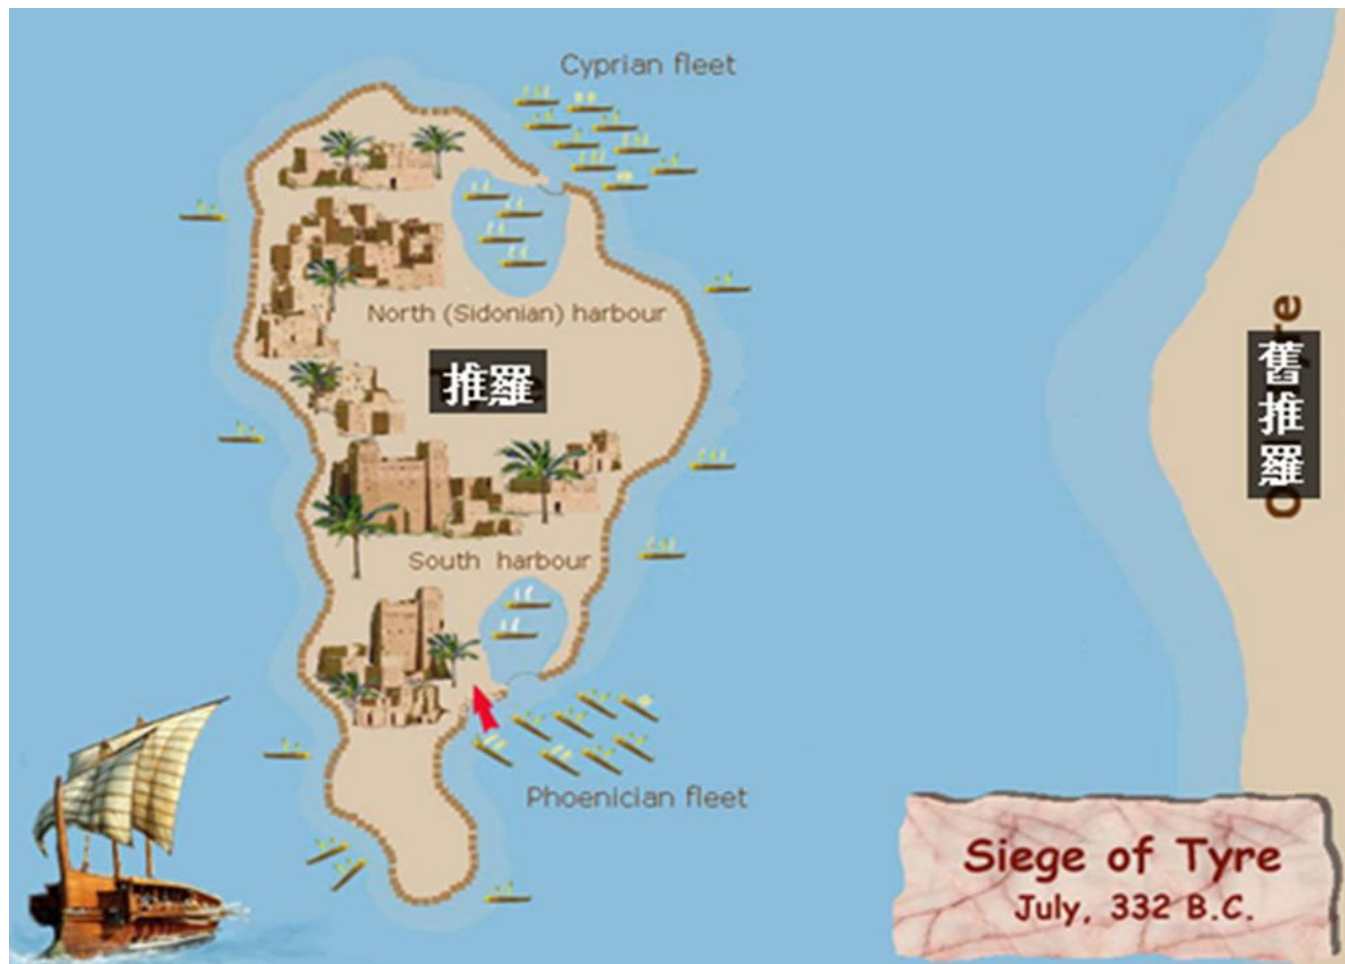 Cyprian fleet
North (Sidonian) harbour
推羅
舊推羅
South harbour
Phoenician fleet
Siege of Tyre
July, 332 B.C.